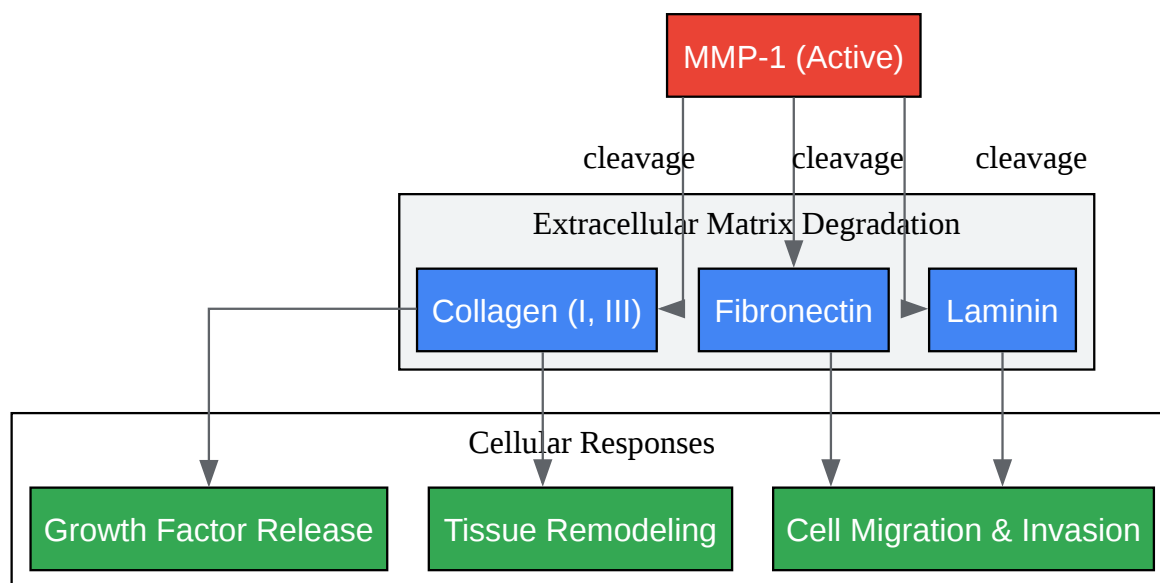 MMP-1 (Active)
cleavage
cleavage
cleavage
Extracellular Matrix Degradation
Collagen (I, III)
Fibronectin
Laminin
Cellular Responses
Growth Factor Release
Tissue Remodeling
Cell Migration & Invasion